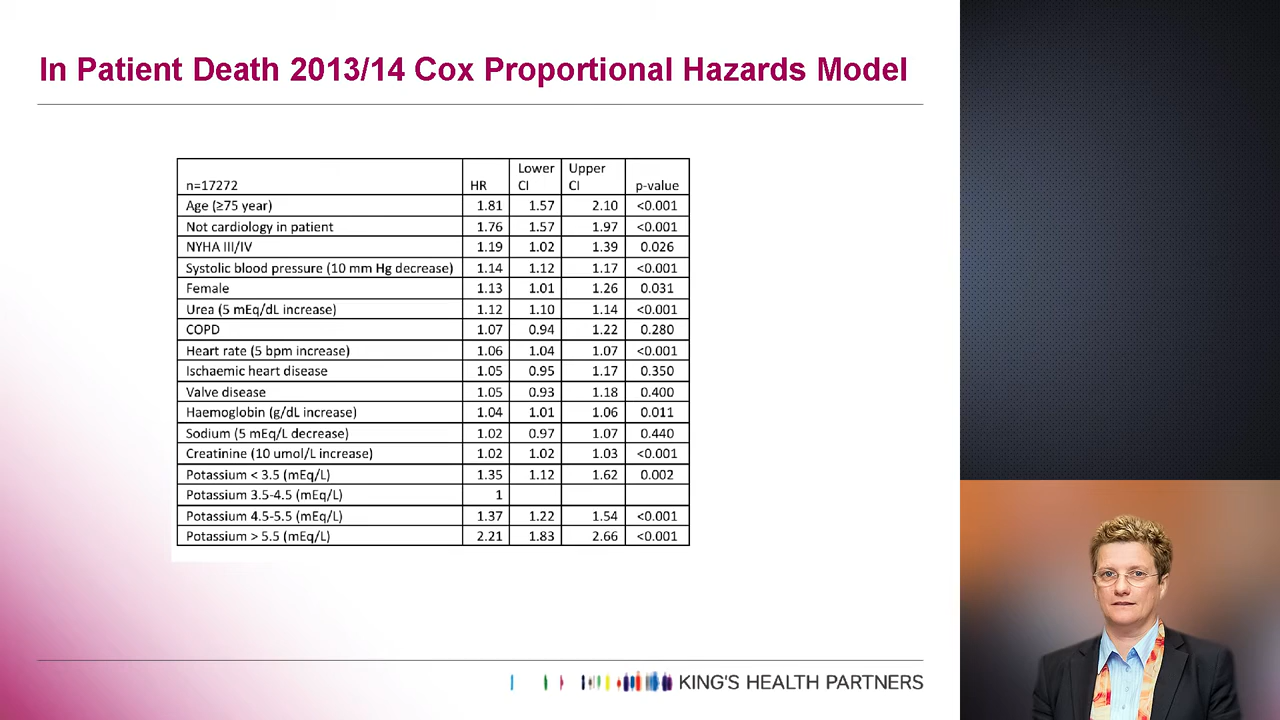 In Patient Death 2013/14 Cox Proportional Hazards Model
n=17272 HR Lower CI Upper CI p-value
Age (≥75 year) 1.81 1.57 2.10 <0.001
Not cardiology in patient 1.76 1.57 1.97 <0.001
NYHA III/IV 1.19 1.02 1.39 0.026
Systolic blood pressure (10 mm Hg decrease) 1.14 1.12 1.17 <0.001
Female 1.13 1.01 1.26 0.031
Urea (5 mEq/dL increase) 1.12 1.10 1.14 <0.001
COPD 1.07 0.94 1.22 0.280
Heart rate (5 bpm increase) 1.06 1.04 1.07 <0.001
Ischaemic heart disease 1.05 0.95 1.17 0.350
Valve disease 1.05 0.93 1.18 0.400
Haemoglobin (g/dL increase) 1.04 1.01 1.06 0.011
Sodium (5 mEq/L decrease) 1.02 0.97 1.07 0.440
Creatinine (10 umol/L increase) 1.02 1.02 1.03 <0.001
Potassium < 3.5 (mEq/L) 1.35 1.12 1.62 0.002
Potassium 3.5-4.5 (mEq/L) 1
Potassium 4.5-5.5 (mEq/L) 1.37 1.22 1.54 <0.001
Potassium > 5.5 (mEq/L) 2.21 1.83 2.66 <0.001
KING'S HEALTH PARTNERS